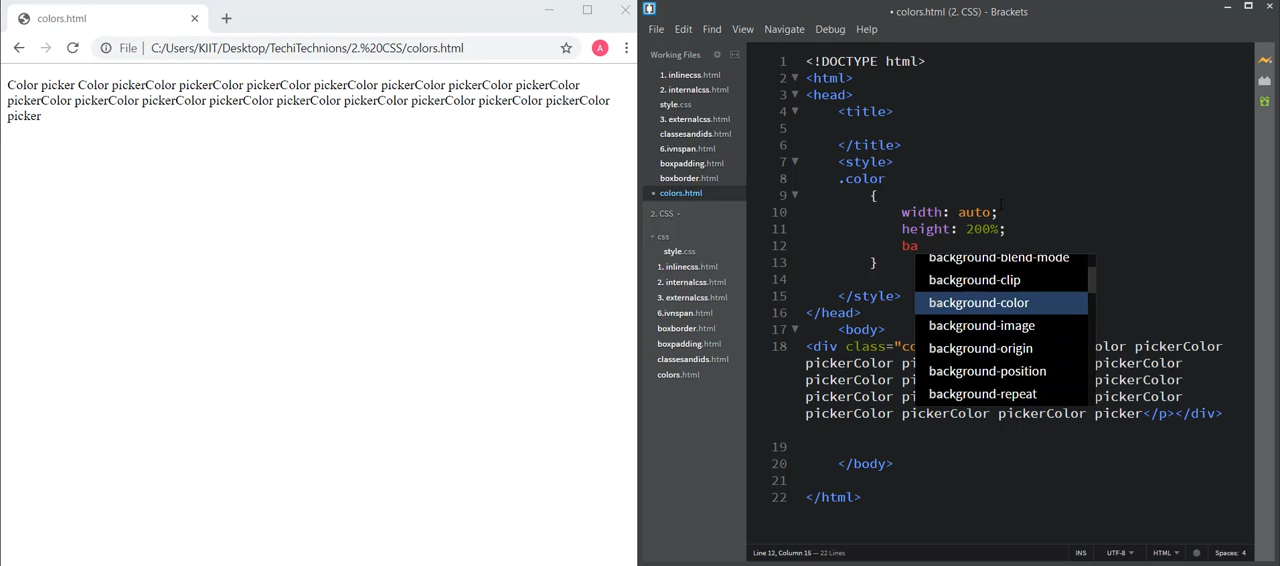 colors.html
File | C:/Users/KIIT/Desktop/TechiTechnions/2.%20CSS/colors.html
A
Color picker Color pickerColor pickerColor pickerColor pickerColor pickerColor pickerColor pickerColor
pickerColor pickerColor pickerColor pickerColor pickerColor pickerColor pickerColor pickerColor pickerColor
picker
• colors.html (2. CSS) - Brackets
File Edit Find View Navigate Debug Help
Working Files
1. inlinecss.html
2. internalcss.html
style.css
3. externalcss.html
classesandids.html
6.ivnspan.html
boxpadding.html
boxborder.html
• colors.html
2. CSS
css
style.css
1. inlinecss.html
2. internalcss.html
3. externalcss.html
6.ivnspan.html
boxborder.html
boxpadding.html
classesandids.html
colors.html
1 <!DOCTYPE html>
2 <html>
3 <head>
4 <title>
5
6 </title>
7 <style>
8 .color
9 {
10 width: auto;
11 height: 200%;
12 ba
13 }
14
15 </style>
16 </head>
17 <body>
18 <div class="co
pickerColor
pickerColor pickerColor
pickerColor pickerColor
pickerColor pickerColor
pickerColor pickerColor pickerColor picker</p></div>
19
20 </body>
21
22 </html>
background-blend-mode
background-clip
background-color
background-image
background-origin
background-position
background-repeat
Line 12, Column 15 — 22 Lines
INS UTF-8 HTML Spaces: 4